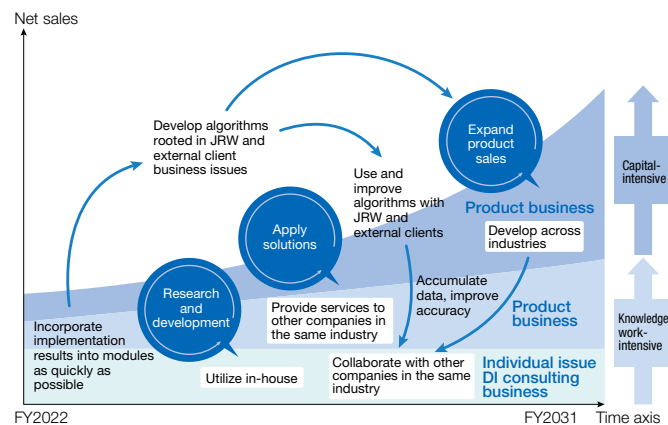 Net sales
Develop algorithms
rooted in JRW and
external client
business issues
Expand
product
sales
Use and
improve
algorithms with
JRW and
external clients
Capital-
intensive
Product business
Develop across
industries
Apply
solutions
Research
and
development
Accumulate
data, improve
accuracy
Provide services to
other companies in
the same industry
Product
business
Incorporate
implementation
results into modules
as quickly as
possible
Knowledge
work-
intensive
Utilize in-house
Collaborate with other
companies in the same
industry
Individual issue
DI consulting
business
FY2022
FY2031
Time axis